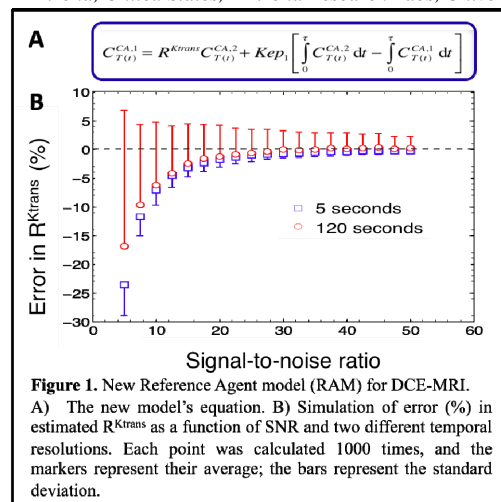 A
C_{T(t)}^{CA,1} = R^{Ktrans} C_{T(t)}^{CA,2} + Kep_1 [ ∫_0^τ C_{T(t)}^{CA,2} dt − ∫_0^τ C_{T(t)}^{CA,1} dt ]
B
10
5
0
−5
−10
−15
−20
−25
−30
Error in R^{Ktrans} (%)
5 seconds
120 seconds
0 10 20 30 40 50 60
Signal-to-noise ratio
Figure 1. New Reference Agent model (RAM) for DCE-MRI.
A) The new model's equation. B) Simulation of error (%) in
estimated R^{Ktrans} as a function of SNR and two different temporal
resolutions. Each point was calculated 1000 times, and the
markers represent their average; the bars represent the standard
deviation.